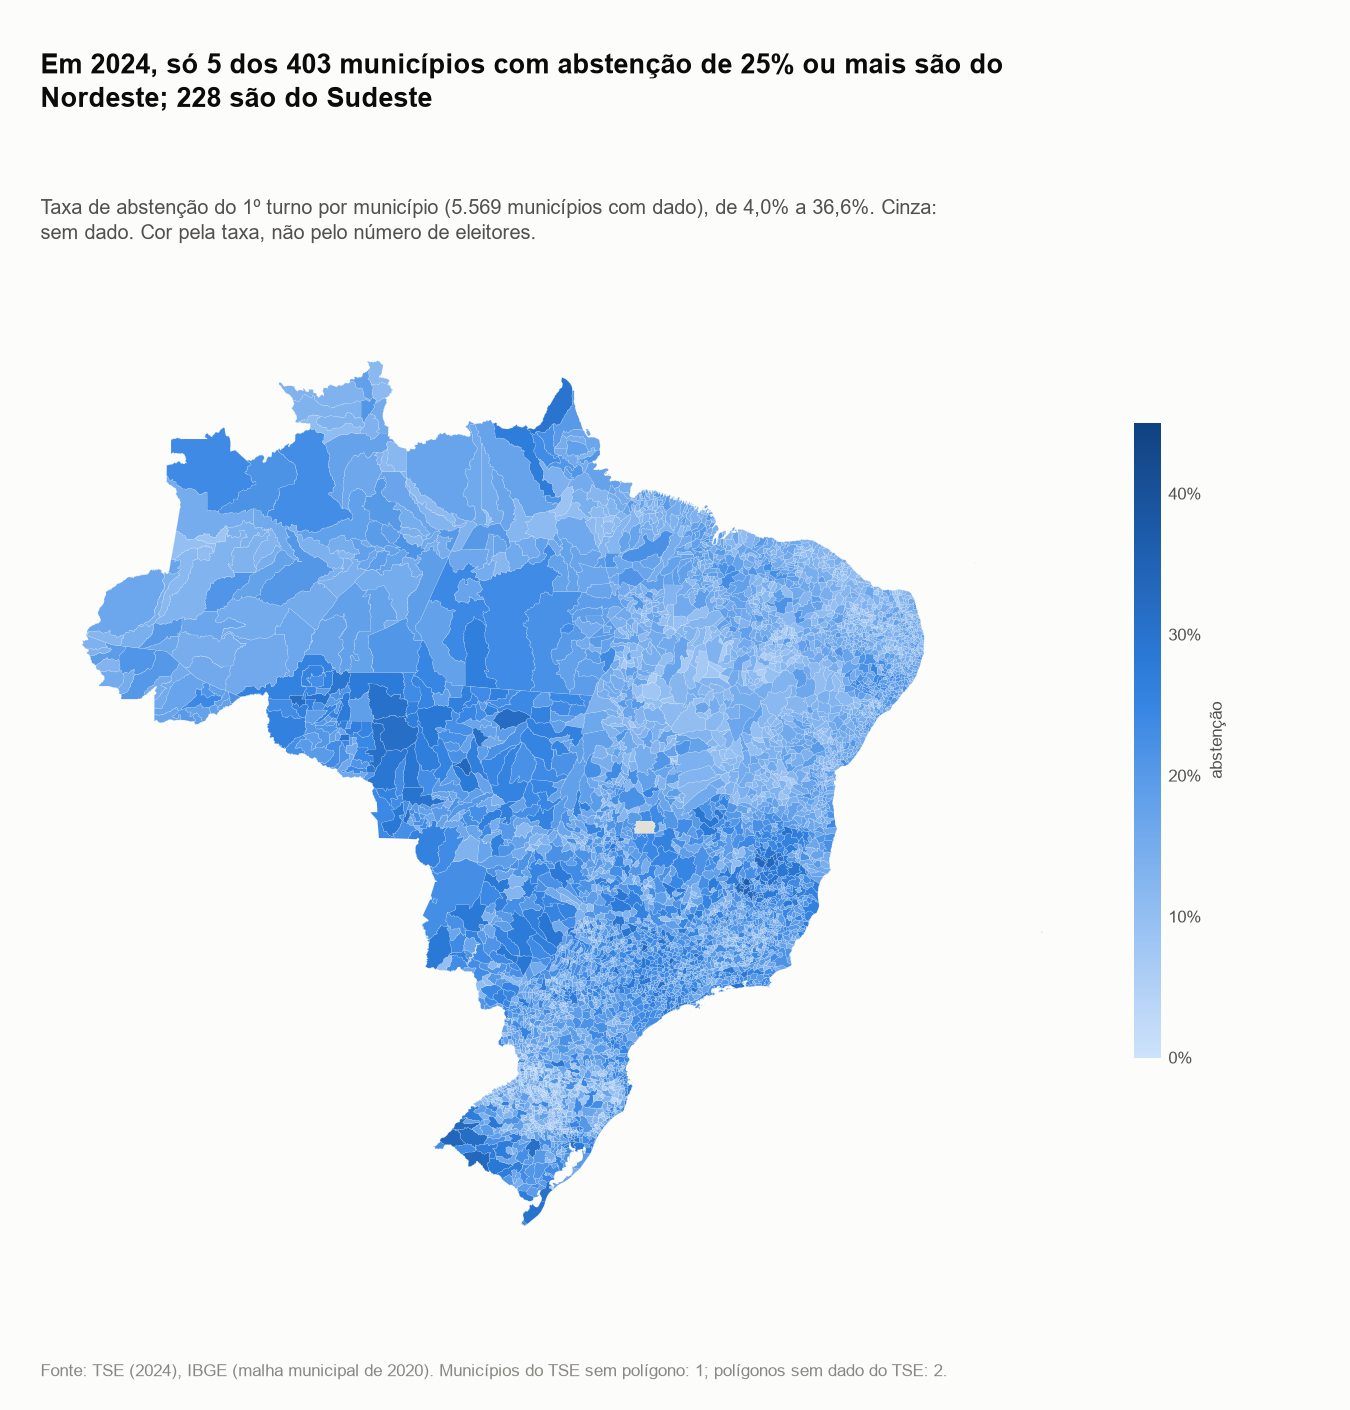 Em 2024, só 5 dos 403 municípios com abstenção de 25% ou mais são do
Nordeste; 228 são do Sudeste
Taxa de abstenção do 1º turno por município (5.569 municípios com dado), de 4,0% a 36,6%. Cinza:
sem dado. Cor pela taxa, não pelo número de eleitores.
40%
30%
20%
10%
0%
abstenção
Fonte: TSE (2024), IBGE (malha municipal de 2020). Municípios do TSE sem polígono: 1; polígonos sem dado do TSE: 2.